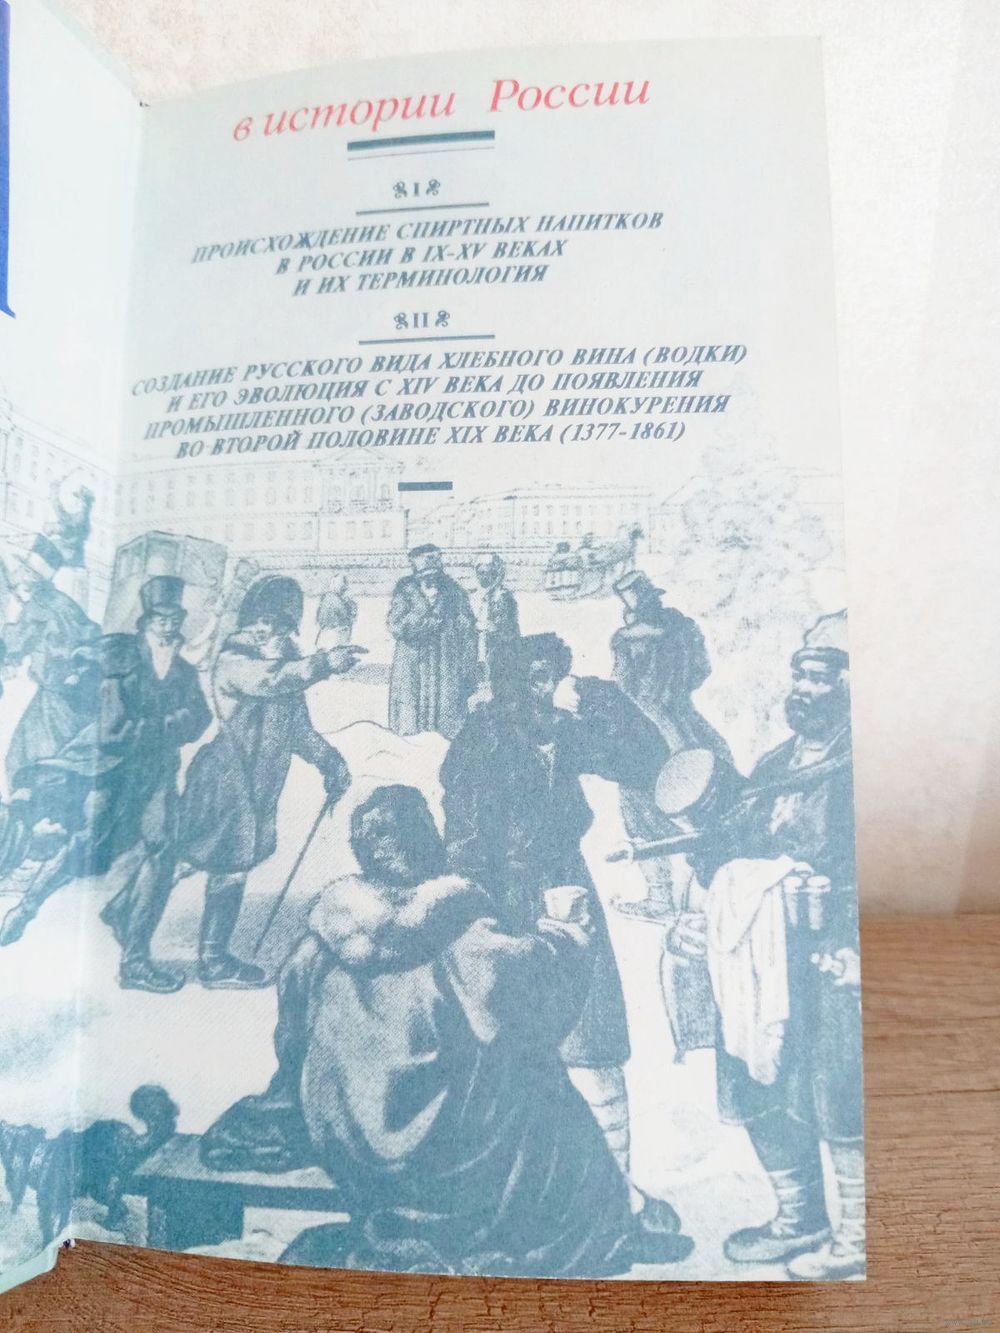 в истории России
I
ПРОИСХОЖДЕНИЕ СПИРТНЫХ НАПИТКОВ
В РОССИИ В IX-XV ВЕКАХ
И ИХ ТЕРМИНОЛОГИЯ
II
СОЗДАНИЕ РУССКОГО ВИДА ХЛЕБНОГО ВИНА (ВОДКИ)
И ЕГО ЭВОЛЮЦИЯ С XIV ВЕКА ДО ПОЯВЛЕНИЯ
ПРОМЫШЛЕННОГО (ЗАВОДСКОГО) ВИНОКУРЕНИЯ
ВО ВТОРОЙ ПОЛОВИНЕ XIX ВЕКА (1377-1861)